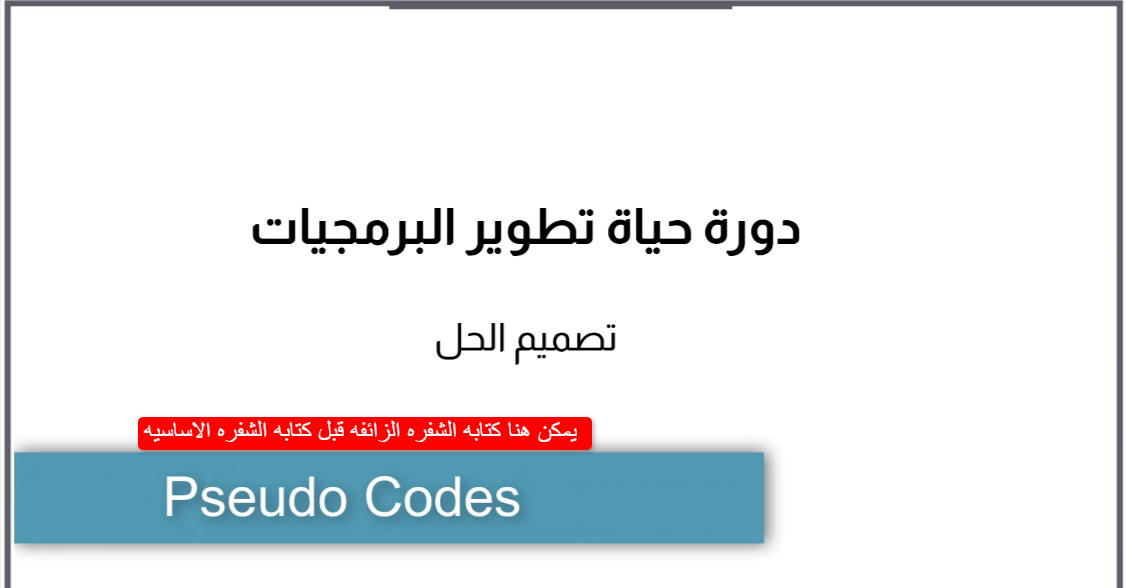 دورة حياة تطوير البرمجيات
تصميم الحل
يمكن هنا كتابه الشفره الزائفه قبل كتابه الشفره الاساسيه
Pseudo Codes